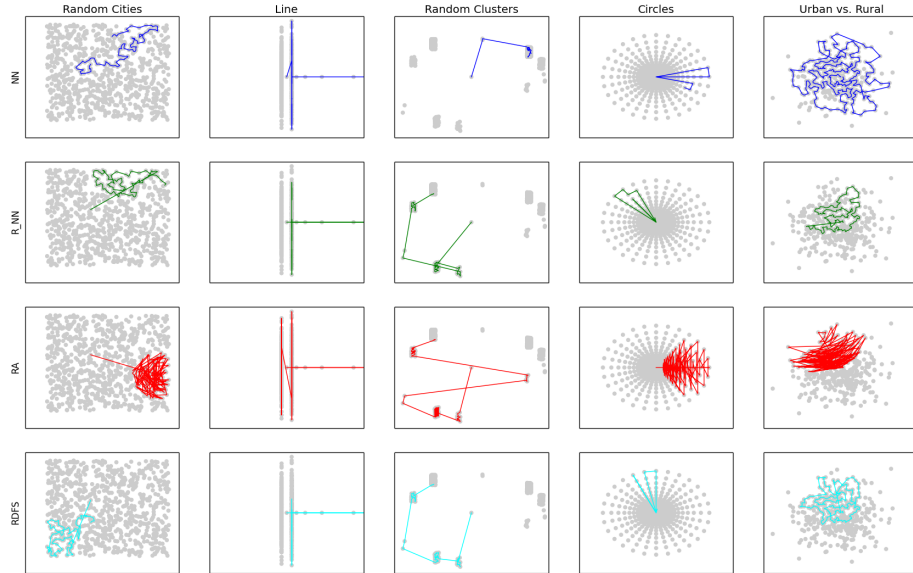 Random Cities
Line
Random Clusters
Circles
Urban vs. Rural
NN
R_NN
RA
RDFS